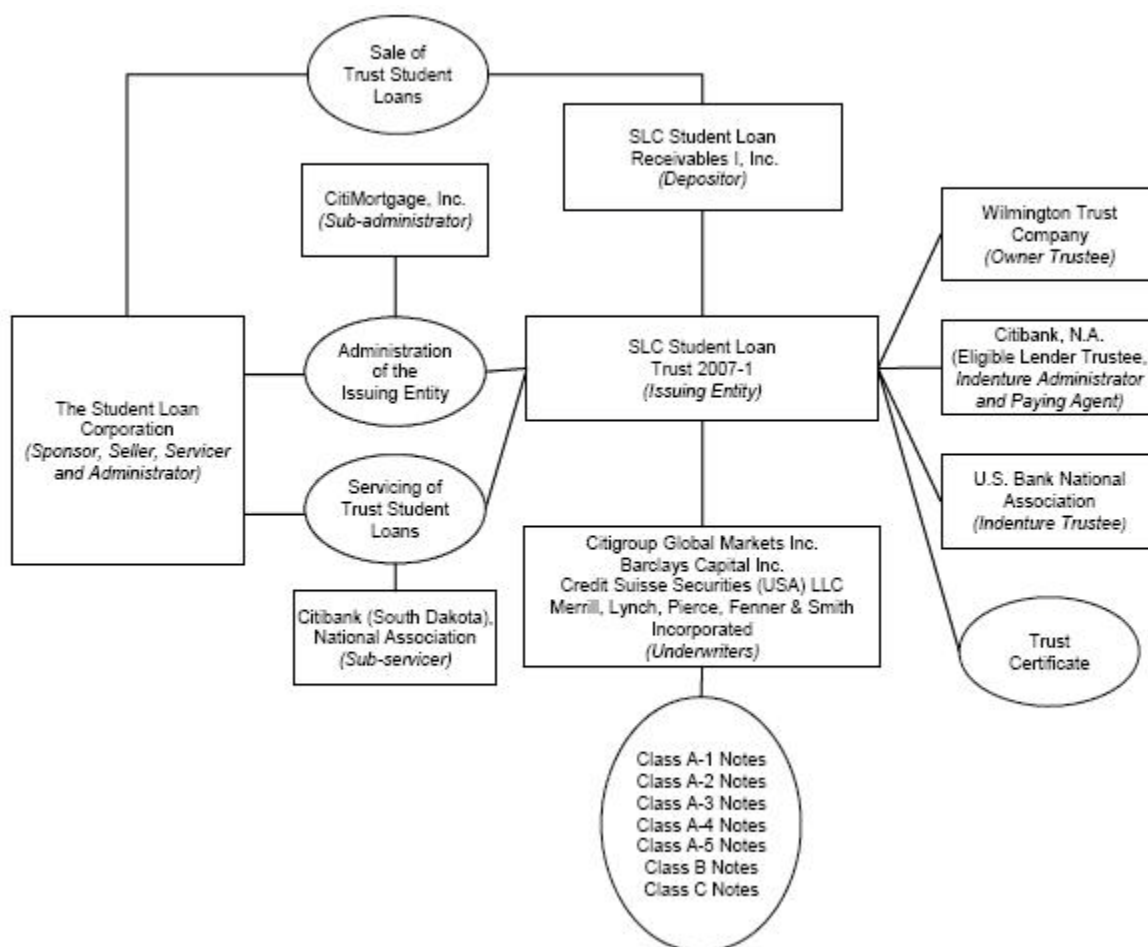 Sale of
Trust Student
Loans
SLC Student Loan
Receivables I, Inc.
(Depositor)
CitiMortgage, Inc.
(Sub-administrator)
Wilmington Trust
Company
(Owner Trustee)
The Student Loan
Corporation
(Sponsor, Seller, Servicer
and Administrator)
Administration
of the
Issuing Entity
SLC Student Loan
Trust 2007-1
(Issuing Entity)
Citibank, N.A.
(Eligible Lender Trustee,
Indenture Administrator
and Paying Agent)
Servicing of
Trust Student
Loans
U.S. Bank National
Association
(Indenture Trustee)
Citibank (South Dakota),
National Association
(Sub-servicer)
Citigroup Global Markets Inc.
Barclays Capital Inc.
Credit Suisse Securities (USA) LLC
Merrill, Lynch, Pierce, Fenner & Smith
Incorporated
(Underwriters)
Trust
Certificate
Class A-1 Notes
Class A-2 Notes
Class A-3 Notes
Class A-4 Notes
Class A-5 Notes
Class B Notes
Class C Notes